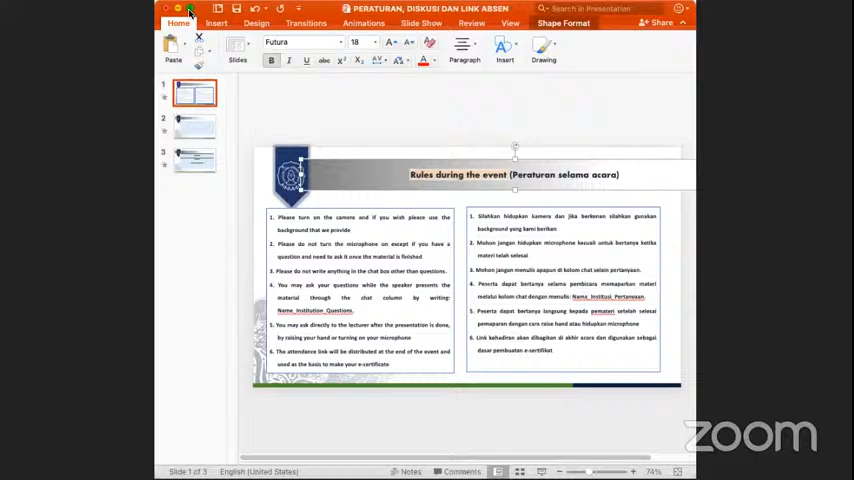 PERATURAN, DISKUSI DAN LINK ABSEN
Search in Presentation
Home Insert Design Transitions Animations Slide Show Review View Shape Format Share
Futura 18
Paste Slides Paragraph Insert Drawing
B I U abc X² X₂ AV A
1
2
3
Rules during the event (Peraturan selama acara)
1. Please turn on the camera and if you wish please use the
background that we provide
2. Please do not turn the microphone on except if you have a
question and need to ask it once the material is finished
3. Please do not write anything in the chat box other than questions.
4. You may ask your questions while the speaker presents the
material through the chat column by writing:
Name_Institution_Questions.
5. You may ask directly to the lecturer after the presentation is done,
by raising your hand or turning on your microphone
6. The attendance link will be distributed at the end of the event and
used as the basis to make your e-certificate
1. Silahkan hidupkan kamera dan jika berkenan silahkan gunakan
background yang kami berikan
2. Mohon jangan hidupkan microphone kecuali untuk bertanya ketika
materi telah selesai
3. Mohon jangan menulis apapun di kolom chat selain pertanyaan.
4. Peserta dapat bertanya selama pembicara memaparkan materi
melalui kolom chat dengan menulis: Nama_Institusi_Pertanyaan.
5. Peserta dapat bertanya langsung kepada pemateri setelah selesai
pemaparan dengan cara raise hand atau hidupkan microphone
6. Link kehadiran akan dibagikan di akhir acara dan digunakan sebagai
dasar pembuatan e-sertifikat
zoom
Slide 1 of 3 English (United States) Notes Comments 74%